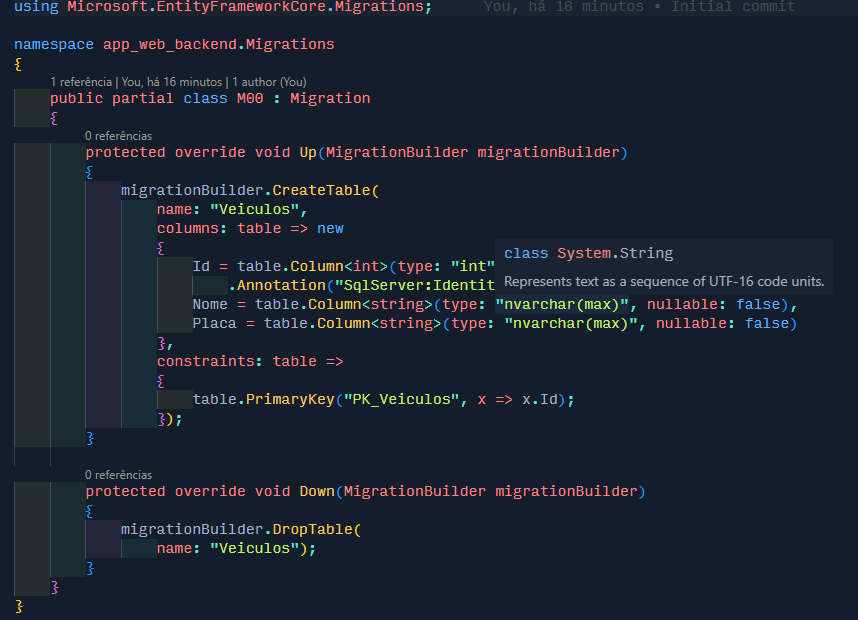 using Microsoft.EntityFrameworkCore.Migrations; You, há 16 minutos • Initial commit
namespace app_web_backend.Migrations
{
1 referência | You, há 16 minutos | 1 author (You)
public partial class M00 : Migration
{
0 referências
protected override void Up(MigrationBuilder migrationBuilder)
{
migrationBuilder.CreateTable(
name: "Veiculos",
columns: table => new
{
class System.String
Id = table.Column<int>(type: "int"
Represents text as a sequence of UTF-16 code units.
.Annotation("SqlServer:Identit
Nome = table.Column<string>(type: "nvarchar(max)", nullable: false),
Placa = table.Column<string>(type: "nvarchar(max)", nullable: false)
},
constraints: table =>
{
table.PrimaryKey("PK_Veiculos", x => x.Id);
});
}
0 referências
protected override void Down(MigrationBuilder migrationBuilder)
{
migrationBuilder.DropTable(
name: "Veiculos");
}
}
}